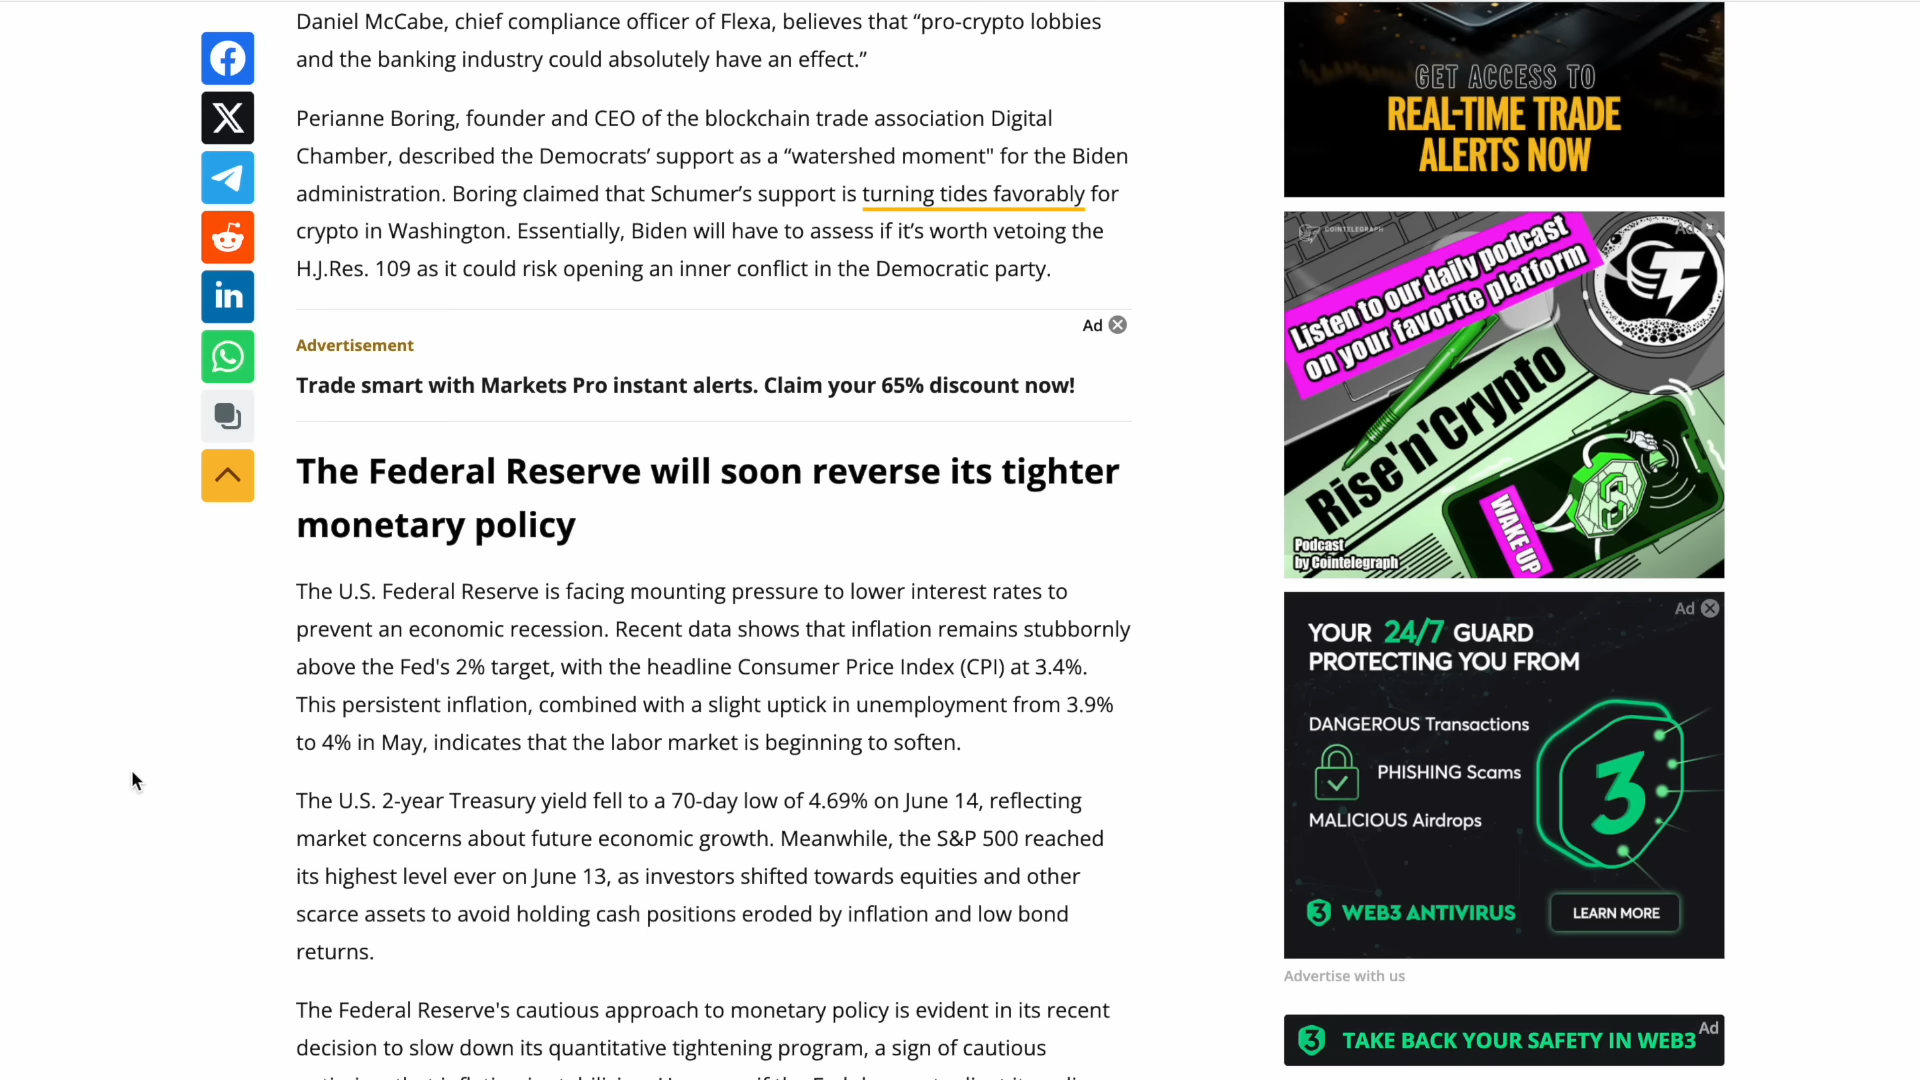 Daniel McCabe, chief compliance officer of Flexa, believes that “pro-crypto lobbies
and the banking industry could absolutely have an effect.”
Perianne Boring, founder and CEO of the blockchain trade association Digital
Chamber, described the Democrats’ support as a “watershed moment" for the Biden
administration. Boring claimed that Schumer’s support is turning tides favorably for
crypto in Washington. Essentially, Biden will have to assess if it’s worth vetoing the
H.J.Res. 109 as it could risk opening an inner conflict in the Democratic party.
Ad
Advertisement
Trade smart with Markets Pro instant alerts. Claim your 65% discount now!
The Federal Reserve will soon reverse its tighter
monetary policy
The U.S. Federal Reserve is facing mounting pressure to lower interest rates to
prevent an economic recession. Recent data shows that inflation remains stubbornly
above the Fed's 2% target, with the headline Consumer Price Index (CPI) at 3.4%.
This persistent inflation, combined with a slight uptick in unemployment from 3.9%
to 4% in May, indicates that the labor market is beginning to soften.
The U.S. 2-year Treasury yield fell to a 70-day low of 4.69% on June 14, reflecting
market concerns about future economic growth. Meanwhile, the S&P 500 reached
its highest level ever on June 13, as investors shifted towards equities and other
scarce assets to avoid holding cash positions eroded by inflation and low bond
returns.
The Federal Reserve's cautious approach to monetary policy is evident in its recent
decision to slow down its quantitative tightening program, a sign of cautious
GET ACCESS TO
REAL-TIME TRADE
ALERTS NOW
COINTELEGRAPH
Ad
Listen to our daily podcast
on your favorite platform
Rise'n'Crypto
WAKE UP
Podcast
by Cointelegraph
Ad
YOUR 24/7 GUARD
PROTECTING YOU FROM
DANGEROUS Transactions
PHISHING Scams
MALICIOUS Airdrops
3
3 WEB3 ANTIVIRUS
LEARN MORE
Advertise with us
3 TAKE BACK YOUR SAFETY IN WEB3
Ad